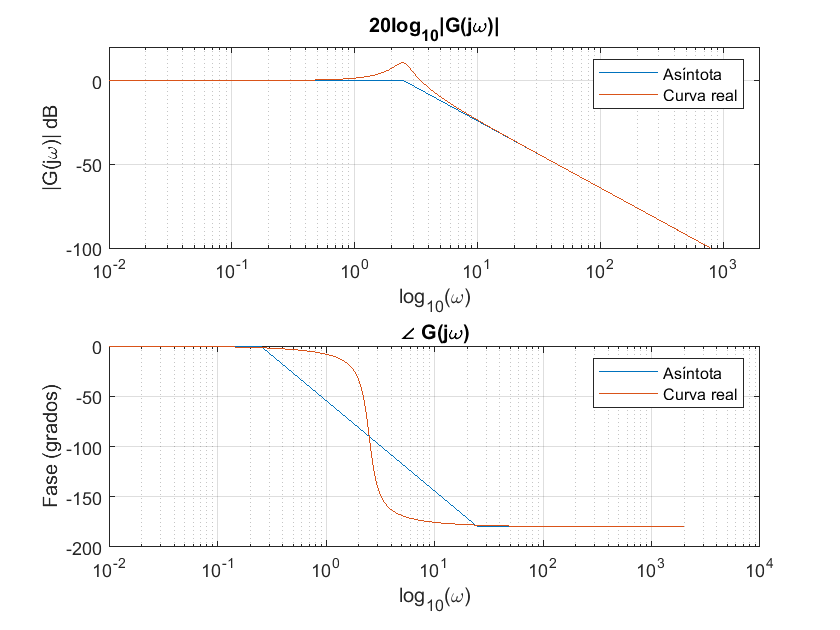 20log10|G(jω)|
|G(jω)| dB
0
-50
-100
Asíntota
Curva real
10-2 10-1 100 101 102 103
log10(ω)
∠ G(jω)
Fase (grados)
0
-50
-100
-150
-200
Asíntota
Curva real
10-2 10-1 100 101 102 103 104
log10(ω)